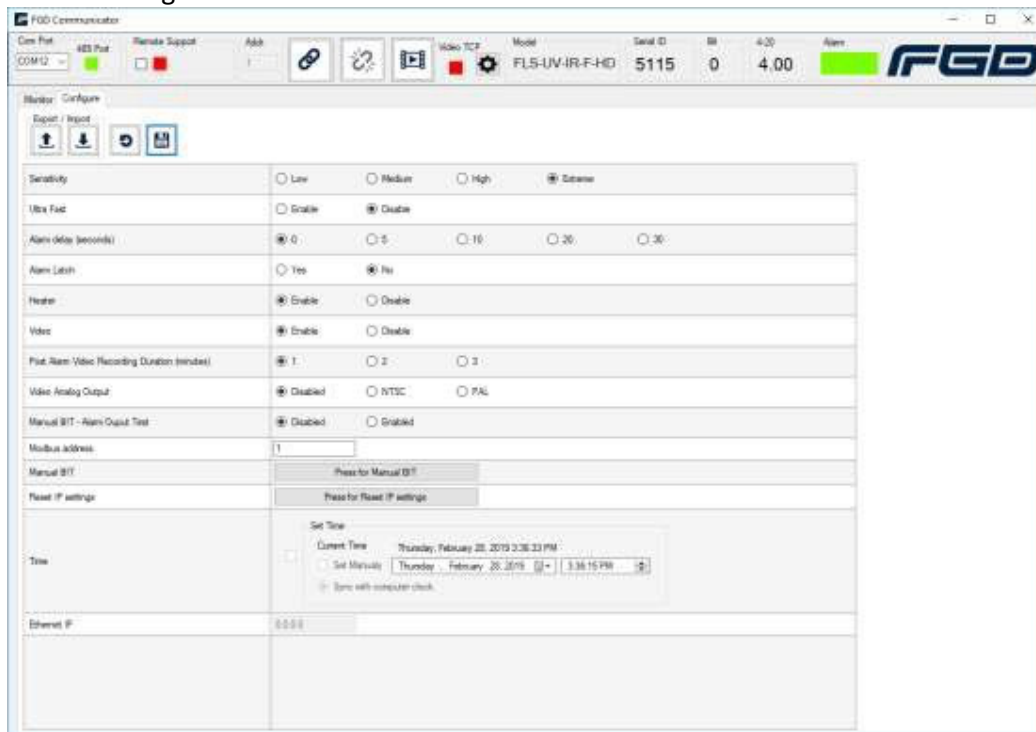 FGD Communicator
Com Port 485 Port Remote Support Addr Video TCP Model Serial ID Bit 4-20 Alarm
COM12 1 FLS-UV-IR-F-HD 5115 0 4.00 FGD
Monitor Configure
Export / Import
Sensitivity Low Medium High Extreme
Ultra Fast Enable Disable
Alarm delay (seconds) 0 5 10 20 30
Alarm Latch Yes No
Heater Enable Disable
Video Enable Disable
Post Alarm Video Recording Duration (minutes) 1 2 3
Video Analog Output Disabled NTSC PAL
Manual BIT - Alarm Ouput Test Disabled Enabled
Modbus address 1
Manual BIT Press for Manual BIT
Reset IP settings Press for Reset IP settings
Set Time
Current Time Thursday, February 28, 2019 3:36:33 PM
Time
Set Manualy Thursday , February 28, 2019 3:36:15 PM
Sync with computer clock
Ethernet IP 0.0.0.0